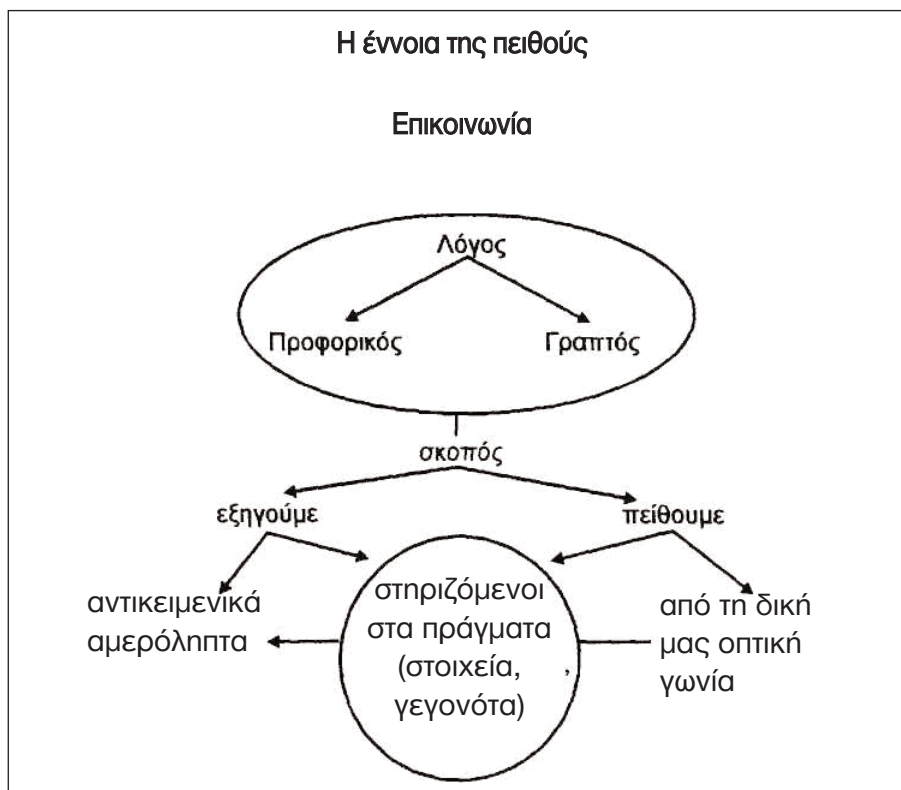 Η έννοια της πειθούς
Επικοινωνία
Λόγος
Προφορικός
Γραπτός
σκοπός
εξηγούμε
πείθουμε
αντικειμενικά
αμερόληπτα
στηριζόμενοι
στα πράγματα
(στοιχεία,
γεγονότα)
από τη δική
μας οπτική
γωνία